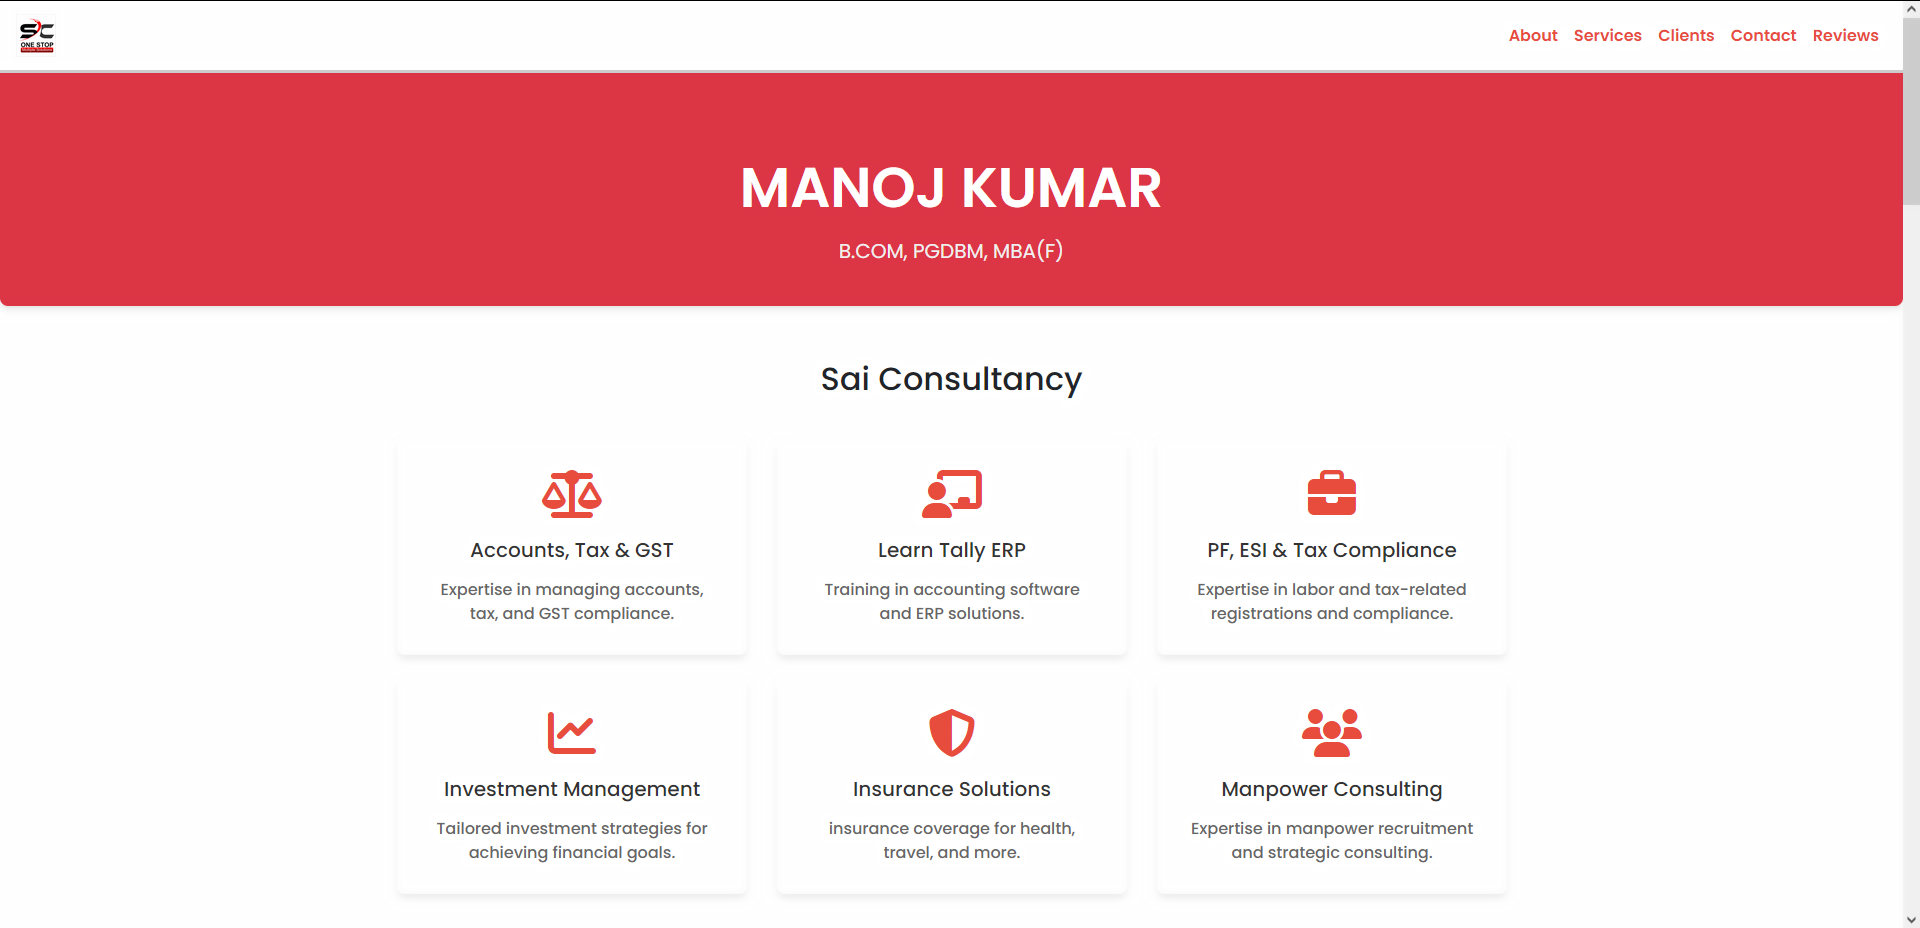 SC
ONE STOP
About Services Clients Contact Reviews
MANOJ KUMAR
B.COM, PGDBM, MBA(F)
Sai Consultancy
Accounts, Tax & GST
Expertise in managing accounts,
tax, and GST compliance.
Learn Tally ERP
Training in accounting software
and ERP solutions.
PF, ESI & Tax Compliance
Expertise in labor and tax-related
registrations and compliance.
Investment Management
Tailored investment strategies for
achieving financial goals.
Insurance Solutions
insurance coverage for health,
travel, and more.
Manpower Consulting
Expertise in manpower recruitment
and strategic consulting.